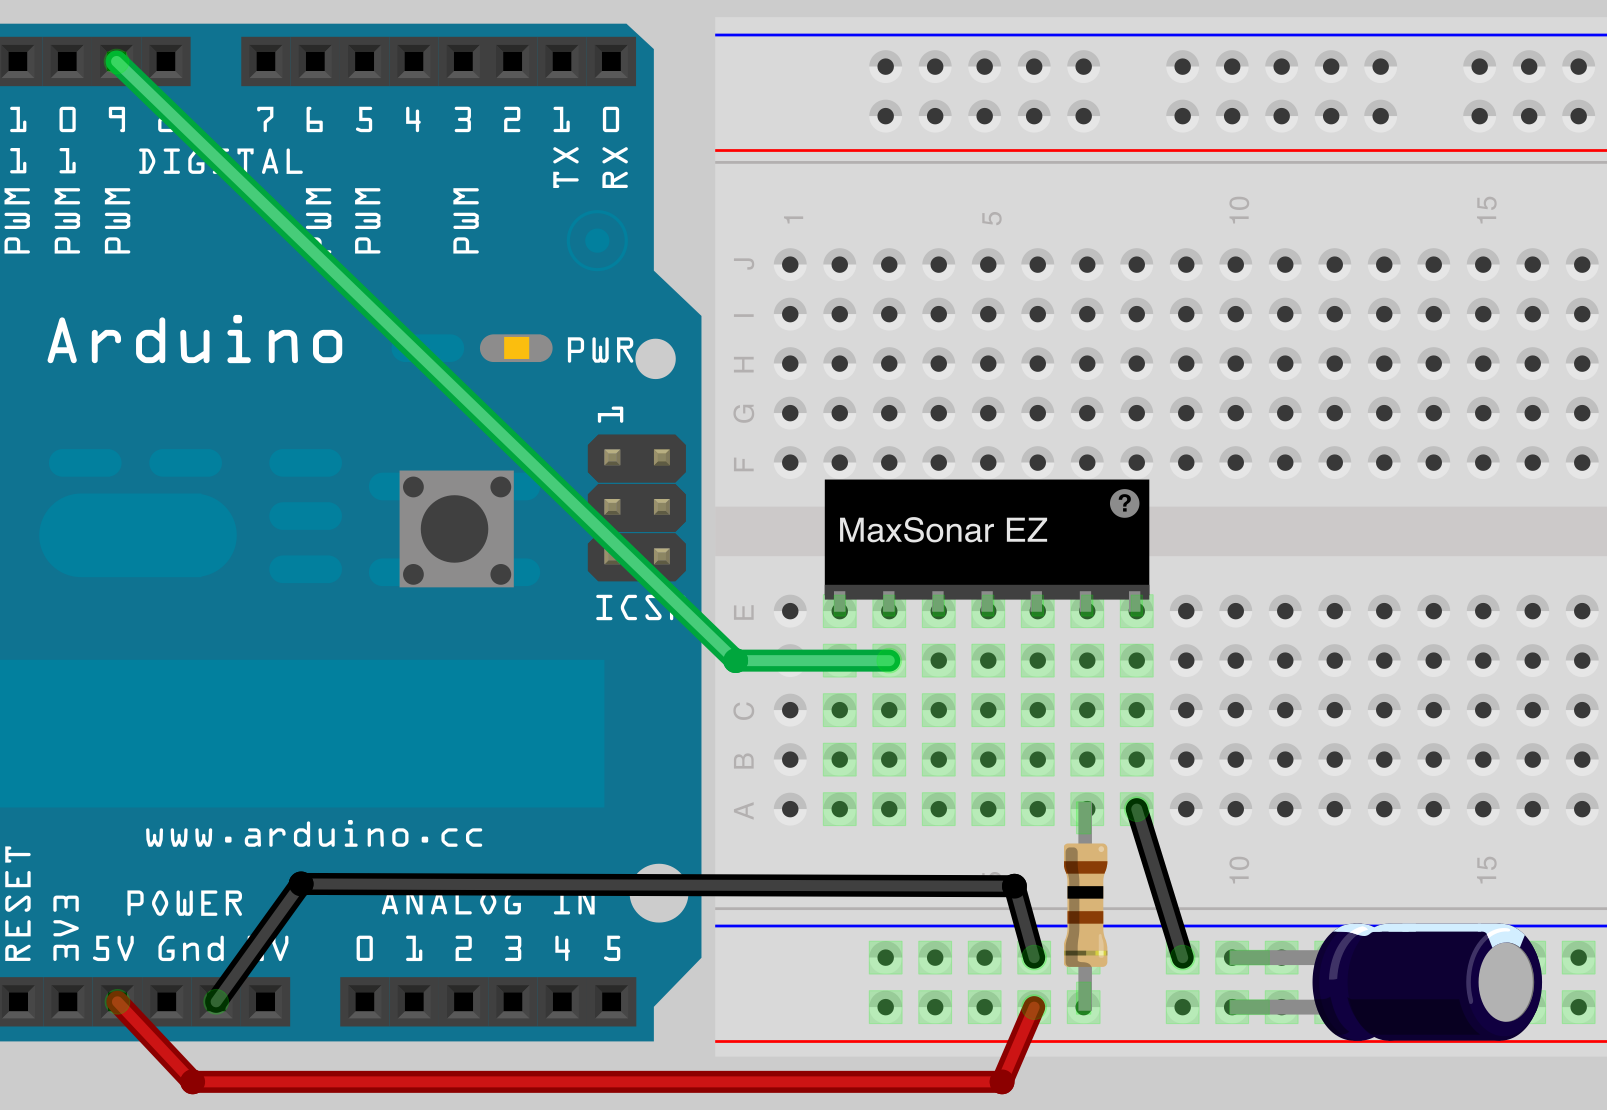 1 0 9 7 6 5 4 3 2 1 0
1 1 DIGITAL TX RX
PWM PWM PWM PWM PWM PWM
1 5 10 15
J
I
H
G
F
Arduino
PWR
1
MaxSonar EZ ?
ICSP
E
C
B
A
www.arduino.cc
RESET 3V3
POWER ANALOG IN
5V Gnd 0 1 2 3 4 5
10 15